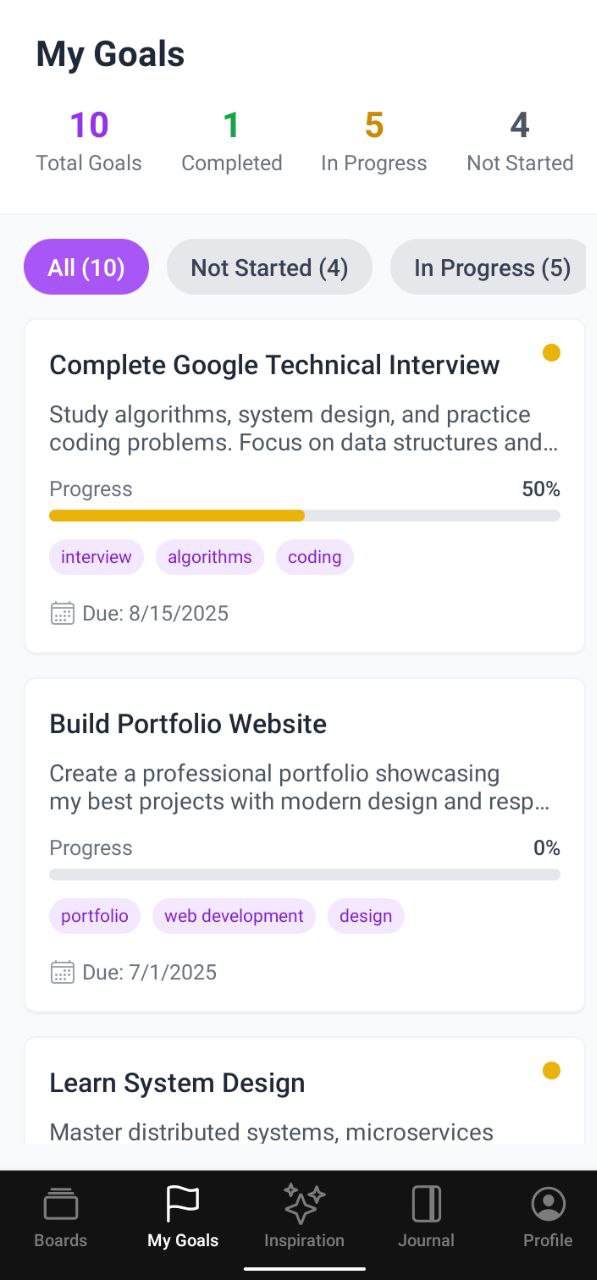 My Goals
10 1 5 4
Total Goals Completed In Progress Not Started
All (10) Not Started (4) In Progress (5)
Complete Google Technical Interview
Study algorithms, system design, and practice
coding problems. Focus on data structures and...
Progress 50%
interview algorithms coding
Due: 8/15/2025
Build Portfolio Website
Create a professional portfolio showcasing
my best projects with modern design and resp...
Progress 0%
portfolio web development design
Due: 7/1/2025
Learn System Design
Master distributed systems, microservices
Boards My Goals Inspiration Journal Profile